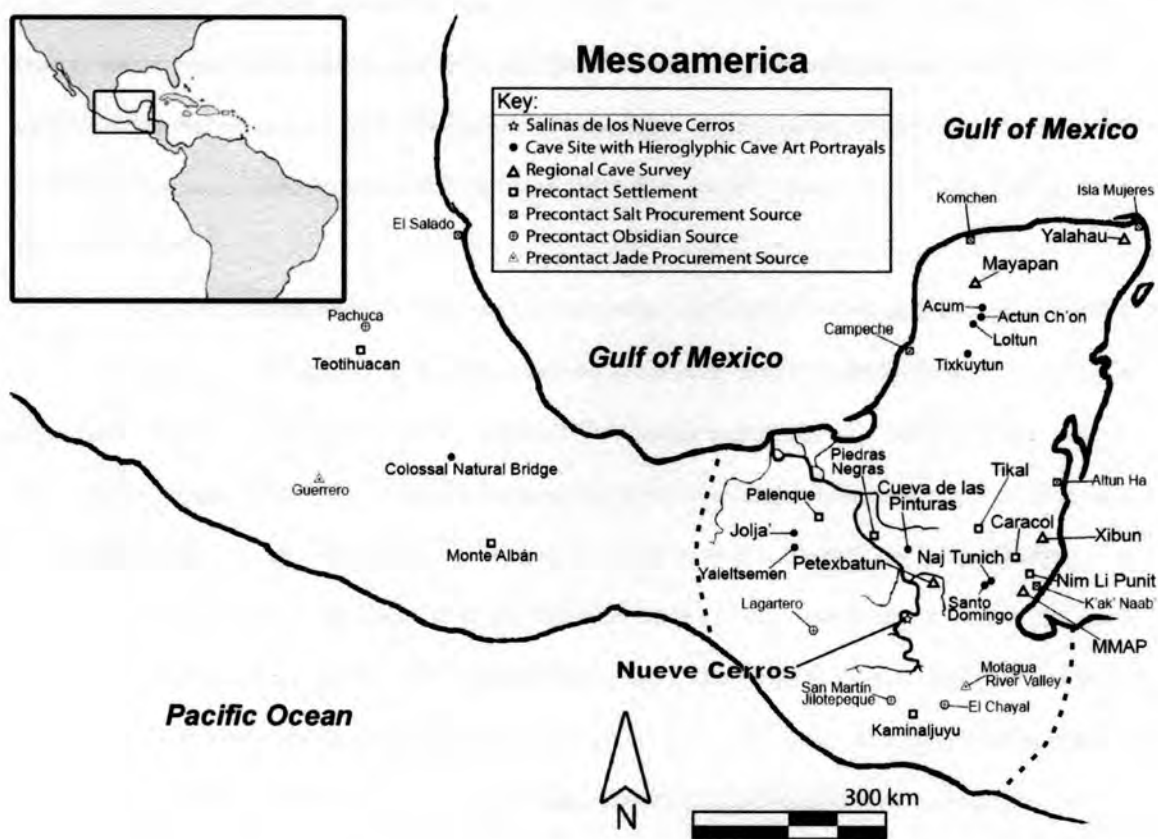 Mesoamerica
Key:
Salinas de los Nueve Cerros
Cave Site with Hieroglyphic Cave Art Portrayals
Regional Cave Survey
Precontact Settlement
Precontact Salt Procurement Source
Precontact Obsidian Source
Precontact Jade Procurement Source
Gulf of Mexico
Isla Mujeres
Komchen
El Salado
Yalahau
Mayapan
Acum
Actun Ch'on
Loltun
Pachuca
Campeche
Teotihuacan
Gulf of Mexico
Tixkuytun
Piedras
Negras
Colossal Natural Bridge
Tikal
Guerrero
Cueva de las
Pinturas
Altun Ha
Palenque
Caracol
Jolja'
Xibun
Monte Albán
Naj Tunich
Petexbatun
Yaleltsemen
Nim Li Punit
Santo
Domingo
K'ak' Naab'
Lagartero
MMAP
Nueve Cerros
Motagua
River Valley
San Martín
Jilotepeque
El Chayal
Pacific Ocean
Kaminaljuyu
300 km
N